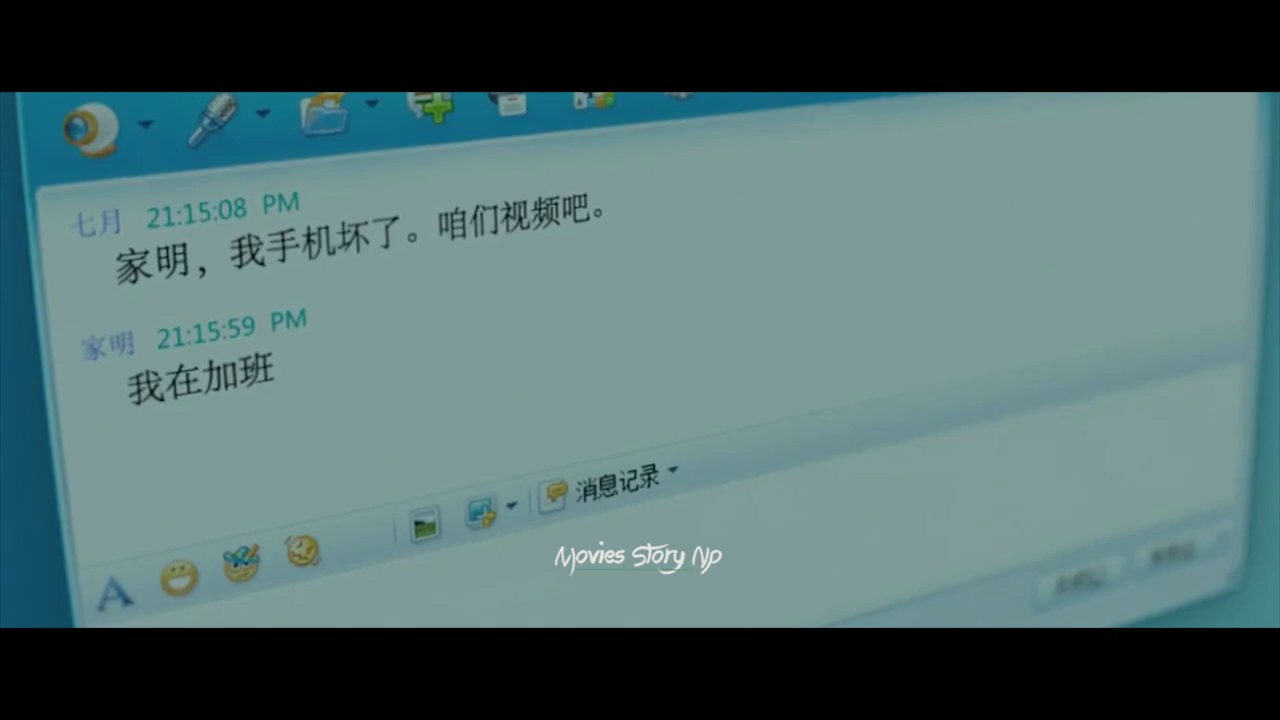 七月 21:15:08 PM
家明，我手机坏了。咱们视频吧。
家明 21:15:59 PM
我在加班
A
消息记录
Movies Story Np